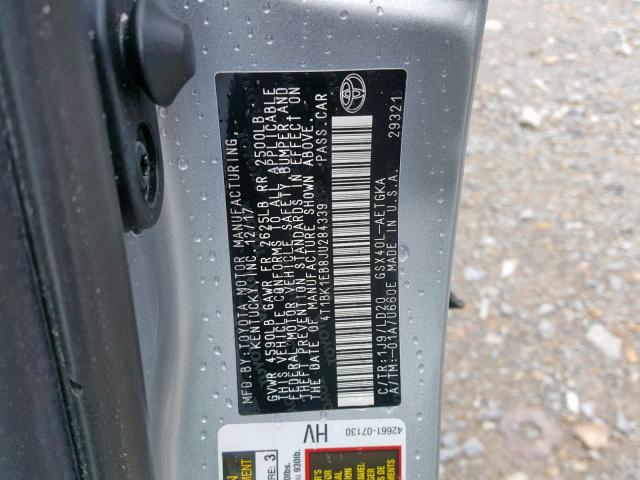 MFD.BY:TOYOTA MOTOR MANUFACTURING,
KENTUCKY, INC. 12/17
GVWR 4590LB GAWR FR 2625LB RR 2500LB
THIS VEHICLE CONFORMS TO ALL APPLICABLE
FEDERAL MOTOR VEHICLE SAFETY, BUMPER AND
THEFT PREVENTION STANDARDS IN EFFECT ON
THE DATE OF MANUFACTURE SHOWN ABOVE.
4T1BK1EB8JU284339 PASS.CAR
C/TR:1J9/LD20 GSX40L-AETGKA
A/TM:-01A/U660E MADE IN U.S.A. 29321
42661-07130
HV
3
930lb.